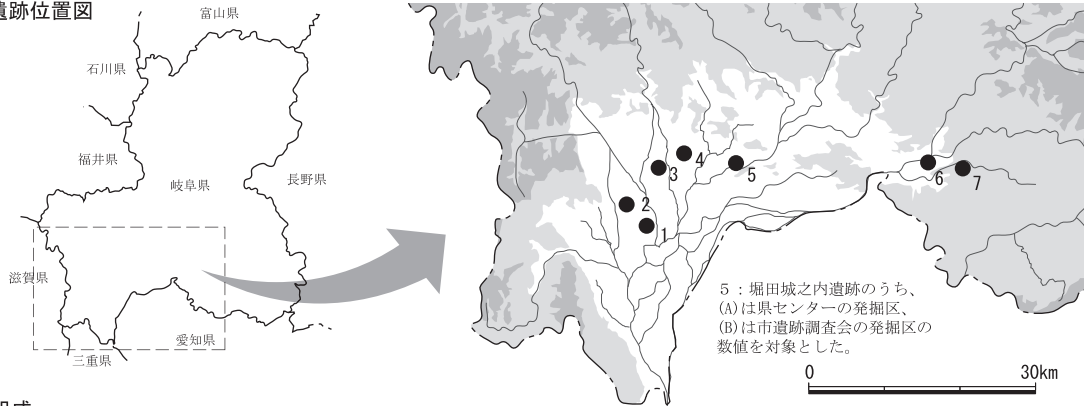 遺跡位置図
富山県
石川県
福井県
岐阜県
長野県
滋賀県
愛知県
三重県
1
2
3
4
5
6
7
5：堀田城之内遺跡のうち、
(A)は県センターの発掘区、
(B)は市遺跡調査会の発掘区の
数値を対象とした。
0 30km